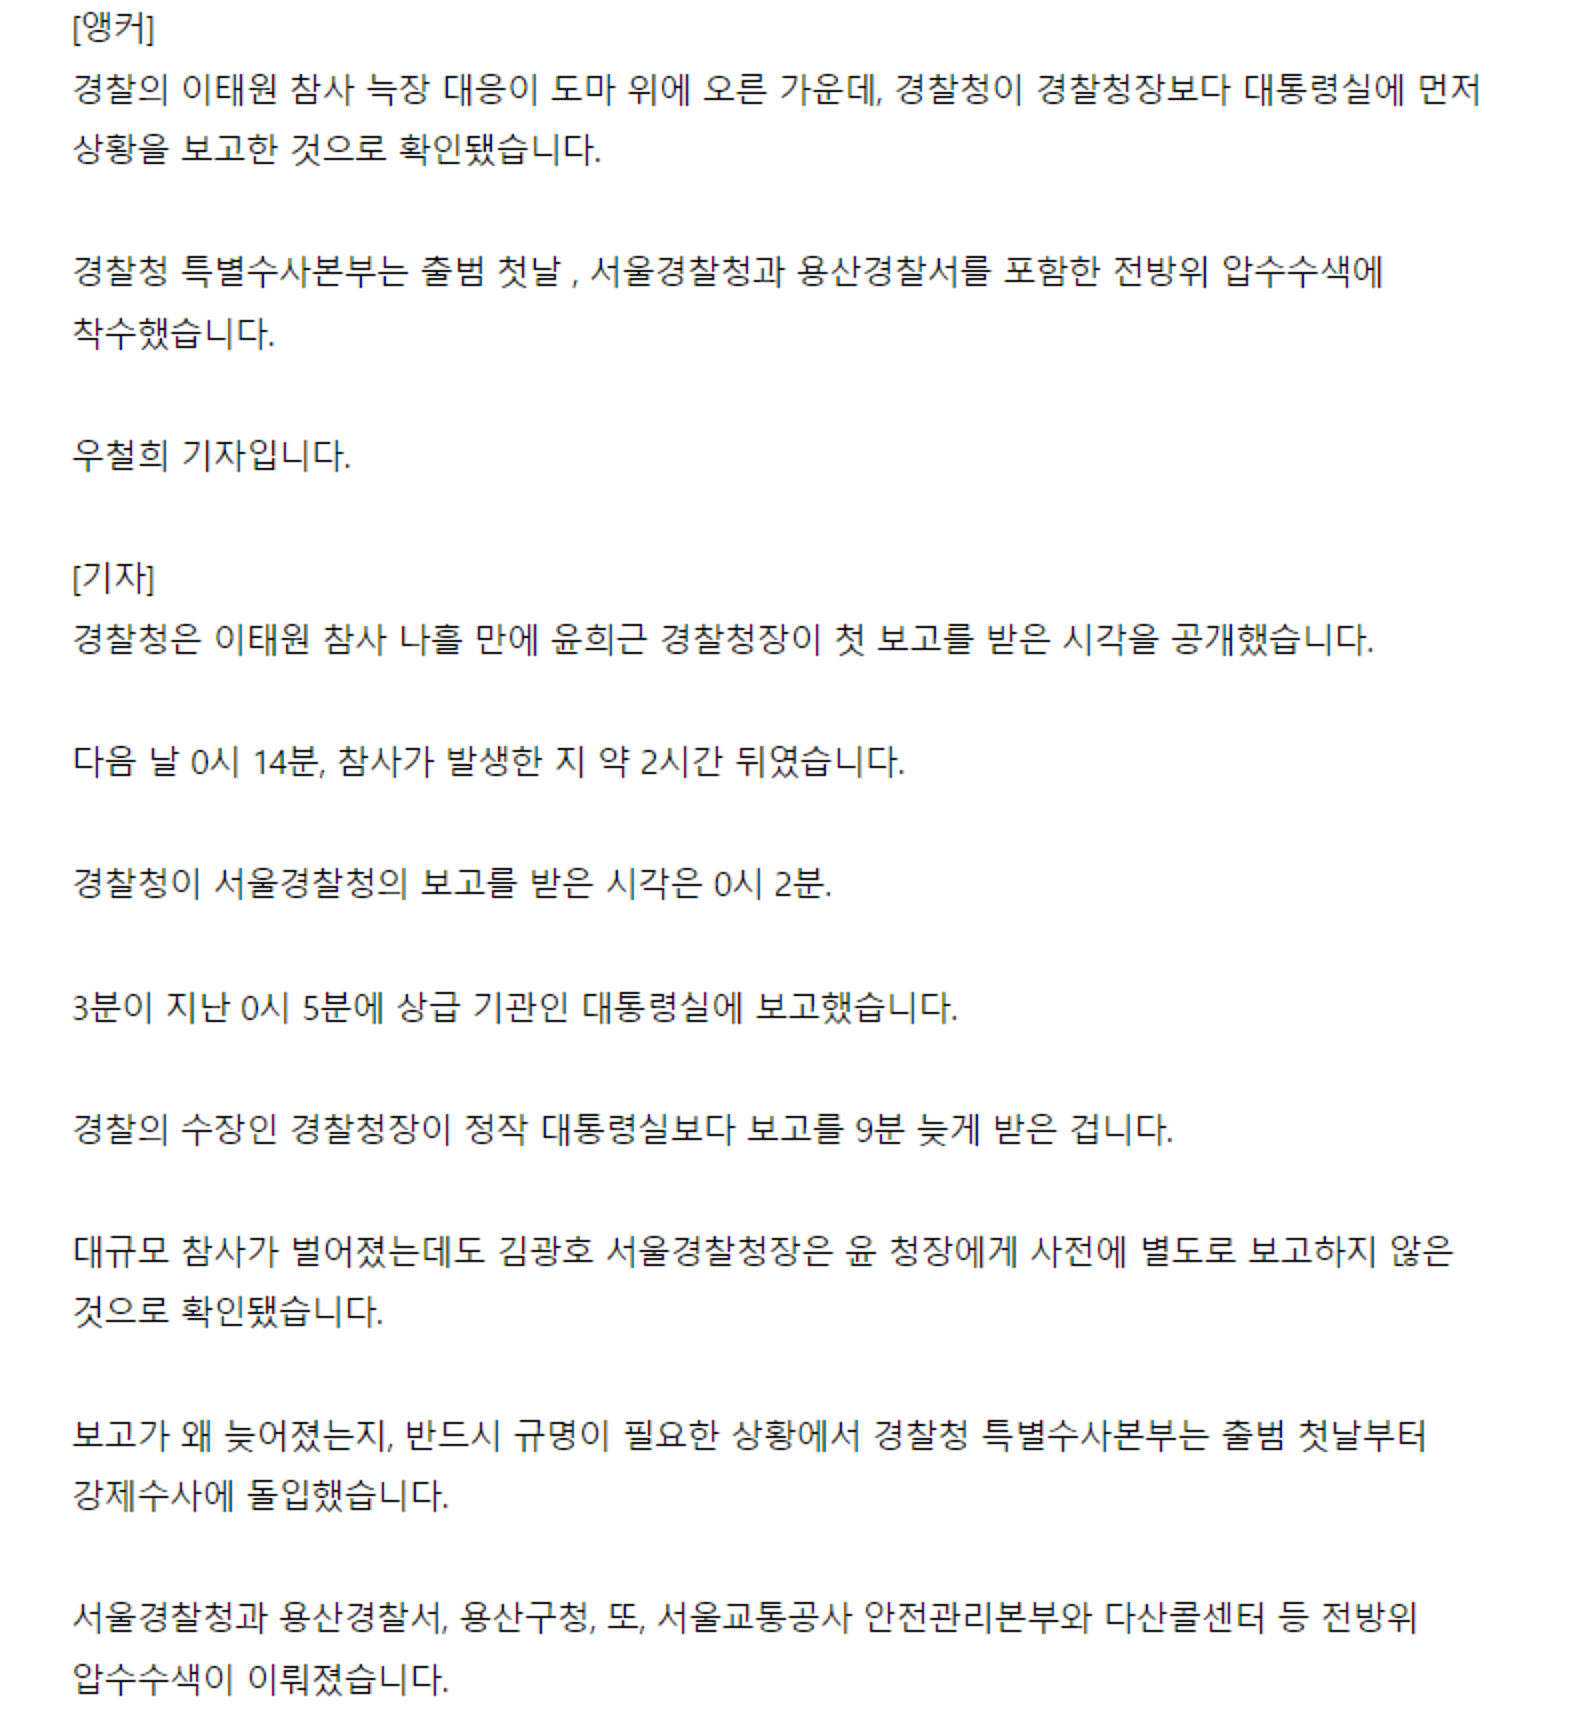 [앵커]
경찰의 이태원 참사 늑장 대응이 도마 위에 오른 가운데, 경찰청이 경찰청장보다 대통령실에 먼저
상황을 보고한 것으로 확인됐습니다.
경찰청 특별수사본부는 출범 첫날 , 서울경찰청과 용산경찰서를 포함한 전방위 압수수색에
착수했습니다.
우철희 기자입니다.
[기자]
경찰청은 이태원 참사 나흘 만에 윤희근 경찰청장이 첫 보고를 받은 시각을 공개했습니다.
다음 날 0시 14분, 참사가 발생한 지 약 2시간 뒤였습니다.
경찰청이 서울경찰청의 보고를 받은 시각은 0시 2분.
3분이 지난 0시 5분에 상급 기관인 대통령실에 보고했습니다.
경찰의 수장인 경찰청장이 정작 대통령실보다 보고를 9분 늦게 받은 겁니다.
대규모 참사가 벌어졌는데도 김광호 서울경찰청장은 윤 청장에게 사전에 별도로 보고하지 않은
것으로 확인됐습니다.
보고가 왜 늦어졌는지, 반드시 규명이 필요한 상황에서 경찰청 특별수사본부는 출범 첫날부터
강제수사에 돌입했습니다.
서울경찰청과 용산경찰서, 용산구청, 또, 서울교통공사 안전관리본부와 다산콜센터 등 전방위
압수수색이 이뤄졌습니다.